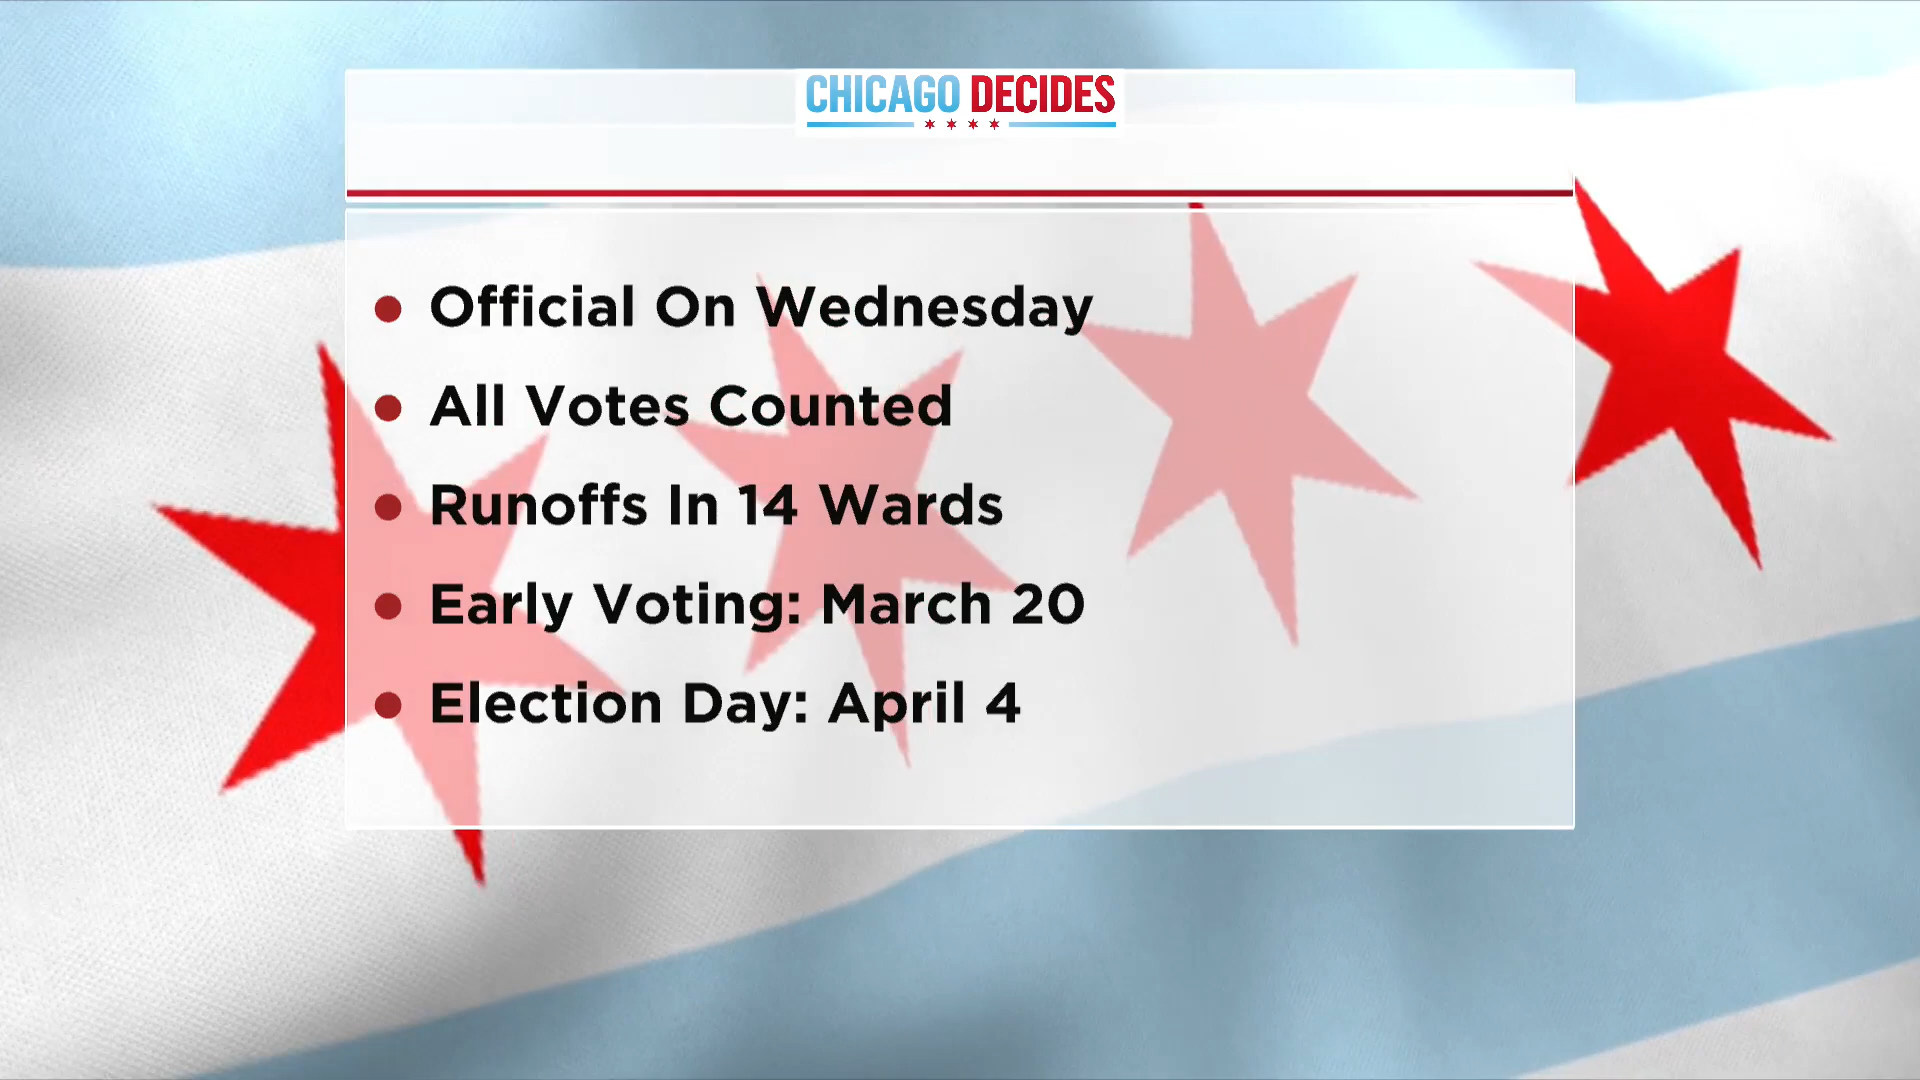 CHICAGO DECIDES
Official On Wednesday
All Votes Counted
Runoffs In 14 Wards
Early Voting: March 20
Election Day: April 4